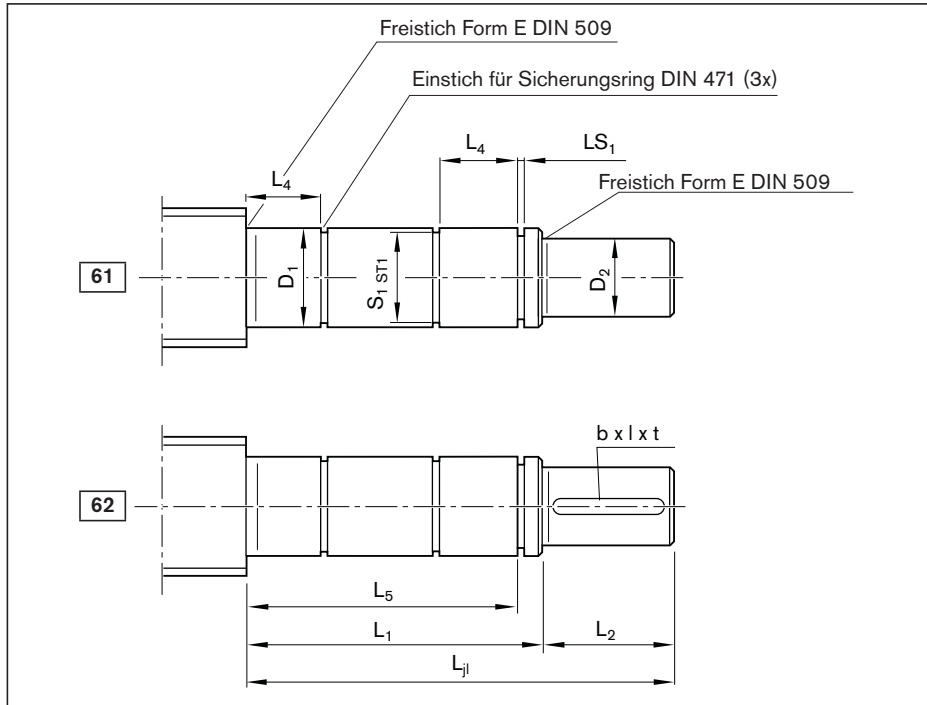 Freistich Form E DIN 509
Einstich für Sicherungsring DIN 471 (3x)
L4 LS1
L4 Freistich Form E DIN 509
61 D1 S1 ST1 D2
b x l x t
62
L5
L1 L2
Ljl